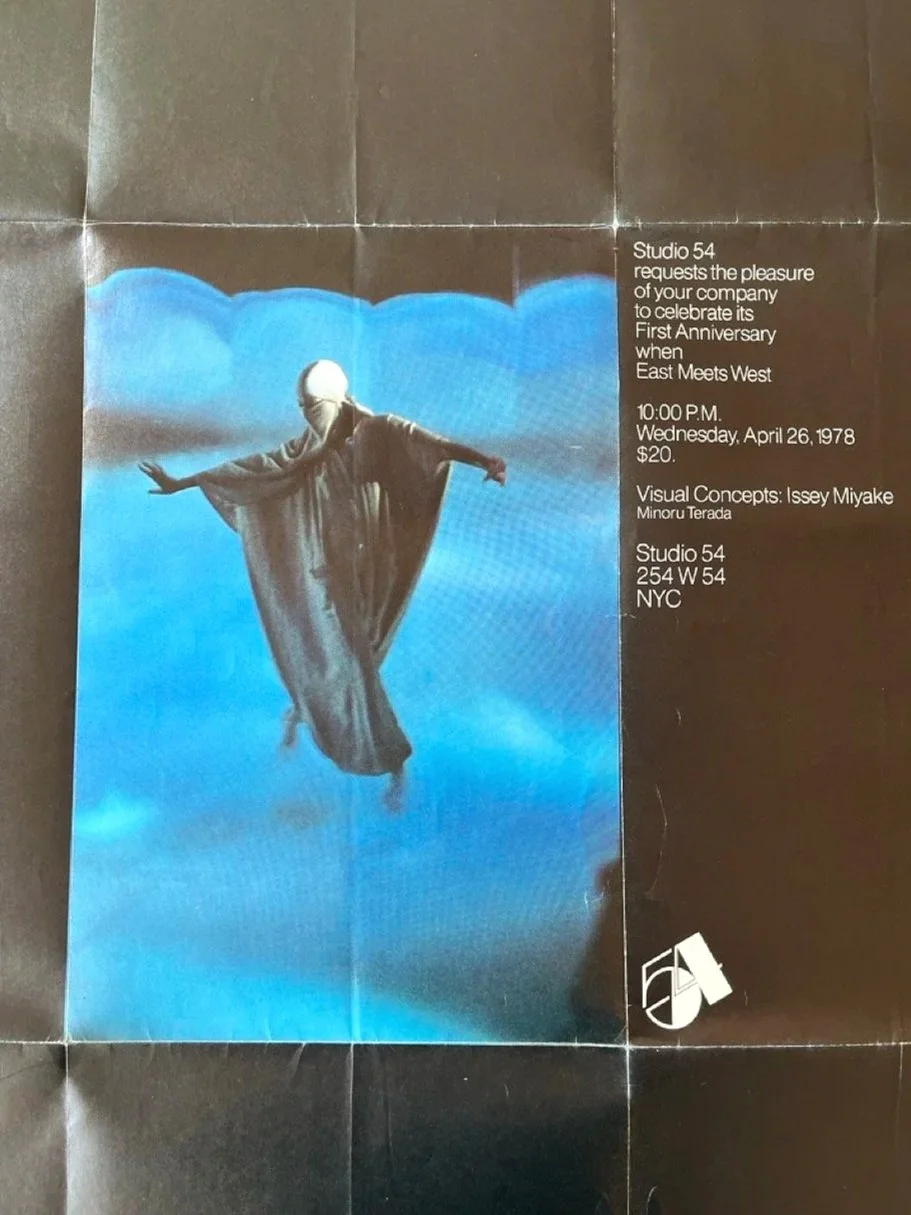 Studio 54
requests the pleasure
of your company
to celebrate its
First Anniversary
when
East Meets West
10:00 P.M.
Wednesday, April 26, 1978
$20.
Visual Concepts: Issey Miyake
Minoru Terada
Studio 54
254 W 54
NYC
54